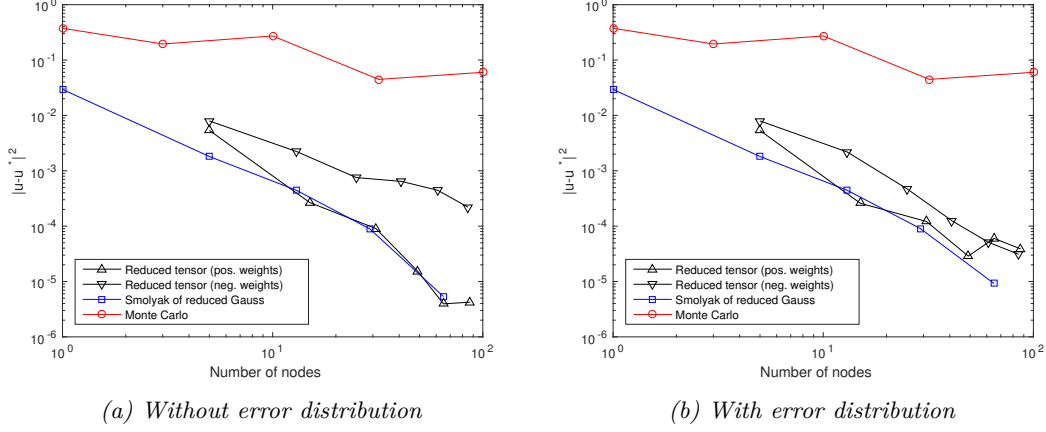 10^0
10^-1
10^-2
10^-3
10^-4
10^-5
10^-6
|u-u^*|^2
Reduced tensor (pos. weights)
Reduced tensor (neg. weights)
Smolyak of reduced Gauss
Monte Carlo
10^0 10^1 10^2
Number of nodes
(a) Without error distribution
10^0
10^-1
10^-2
10^-3
10^-4
10^-5
10^-6
|u-u^*|^2
Reduced tensor (pos. weights)
Reduced tensor (neg. weights)
Smolyak of reduced Gauss
Monte Carlo
10^0 10^1 10^2
Number of nodes
(b) With error distribution